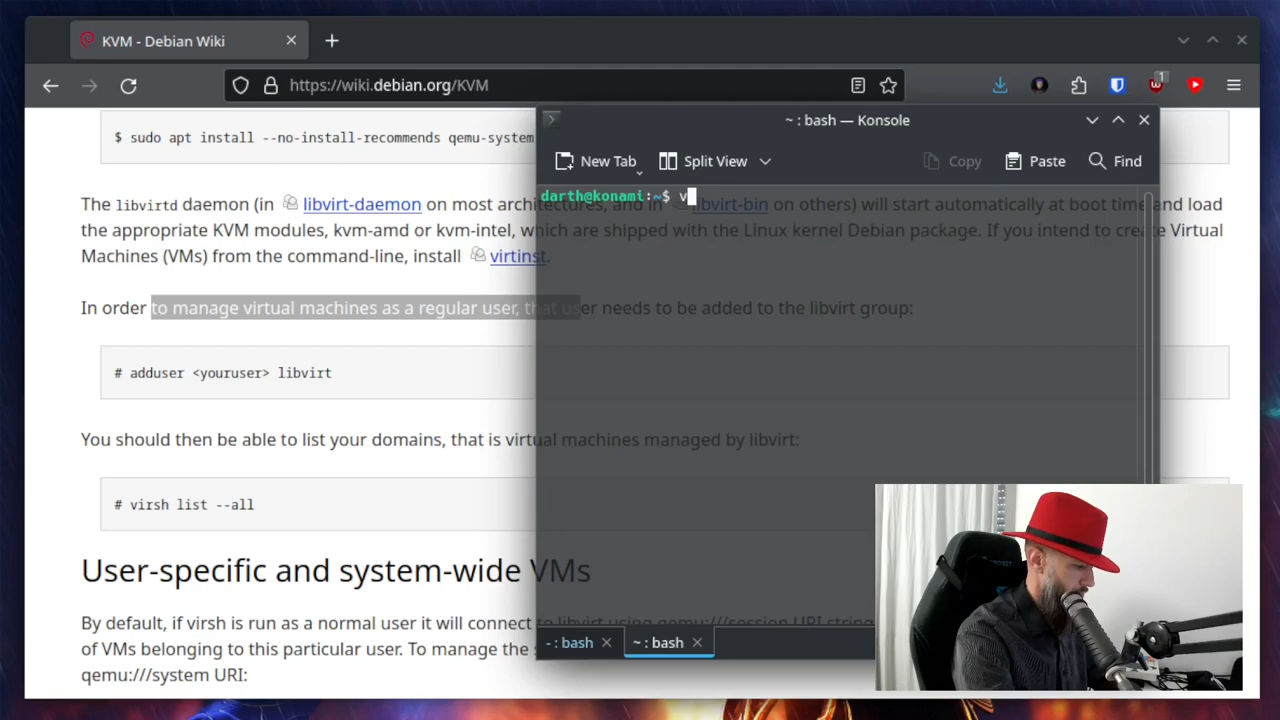 KVM - Debian Wiki
https://wiki.debian.org/KVM
1
$ sudo apt install --no-install-recommends qemu-system
~ : bash — Konsole
New Tab
Split View
Copy
Paste
Find
darth@konami:~$ v
The libvirtd daemon (in libvirt-daemon on most architectures, and in libvirt-bin on others) will start automatically at boot time and load
the appropriate KVM modules, kvm-amd or kvm-intel, which are shipped with the Linux kernel Debian package. If you intend to create Virtual
Machines (VMs) from the command-line, install virtinst.
In order to manage virtual machines as a regular user, that user needs to be added to the libvirt group:
# adduser <youruser> libvirt
You should then be able to list your domains, that is virtual machines managed by libvirt:
# virsh list --all
User-specific and system-wide VMs
By default, if virsh is run as a normal user it will connect to libvirt using qemu:///session URI string
of VMs belonging to this particular user. To manage the
qemu:///system URI:
- : bash
~ : bash